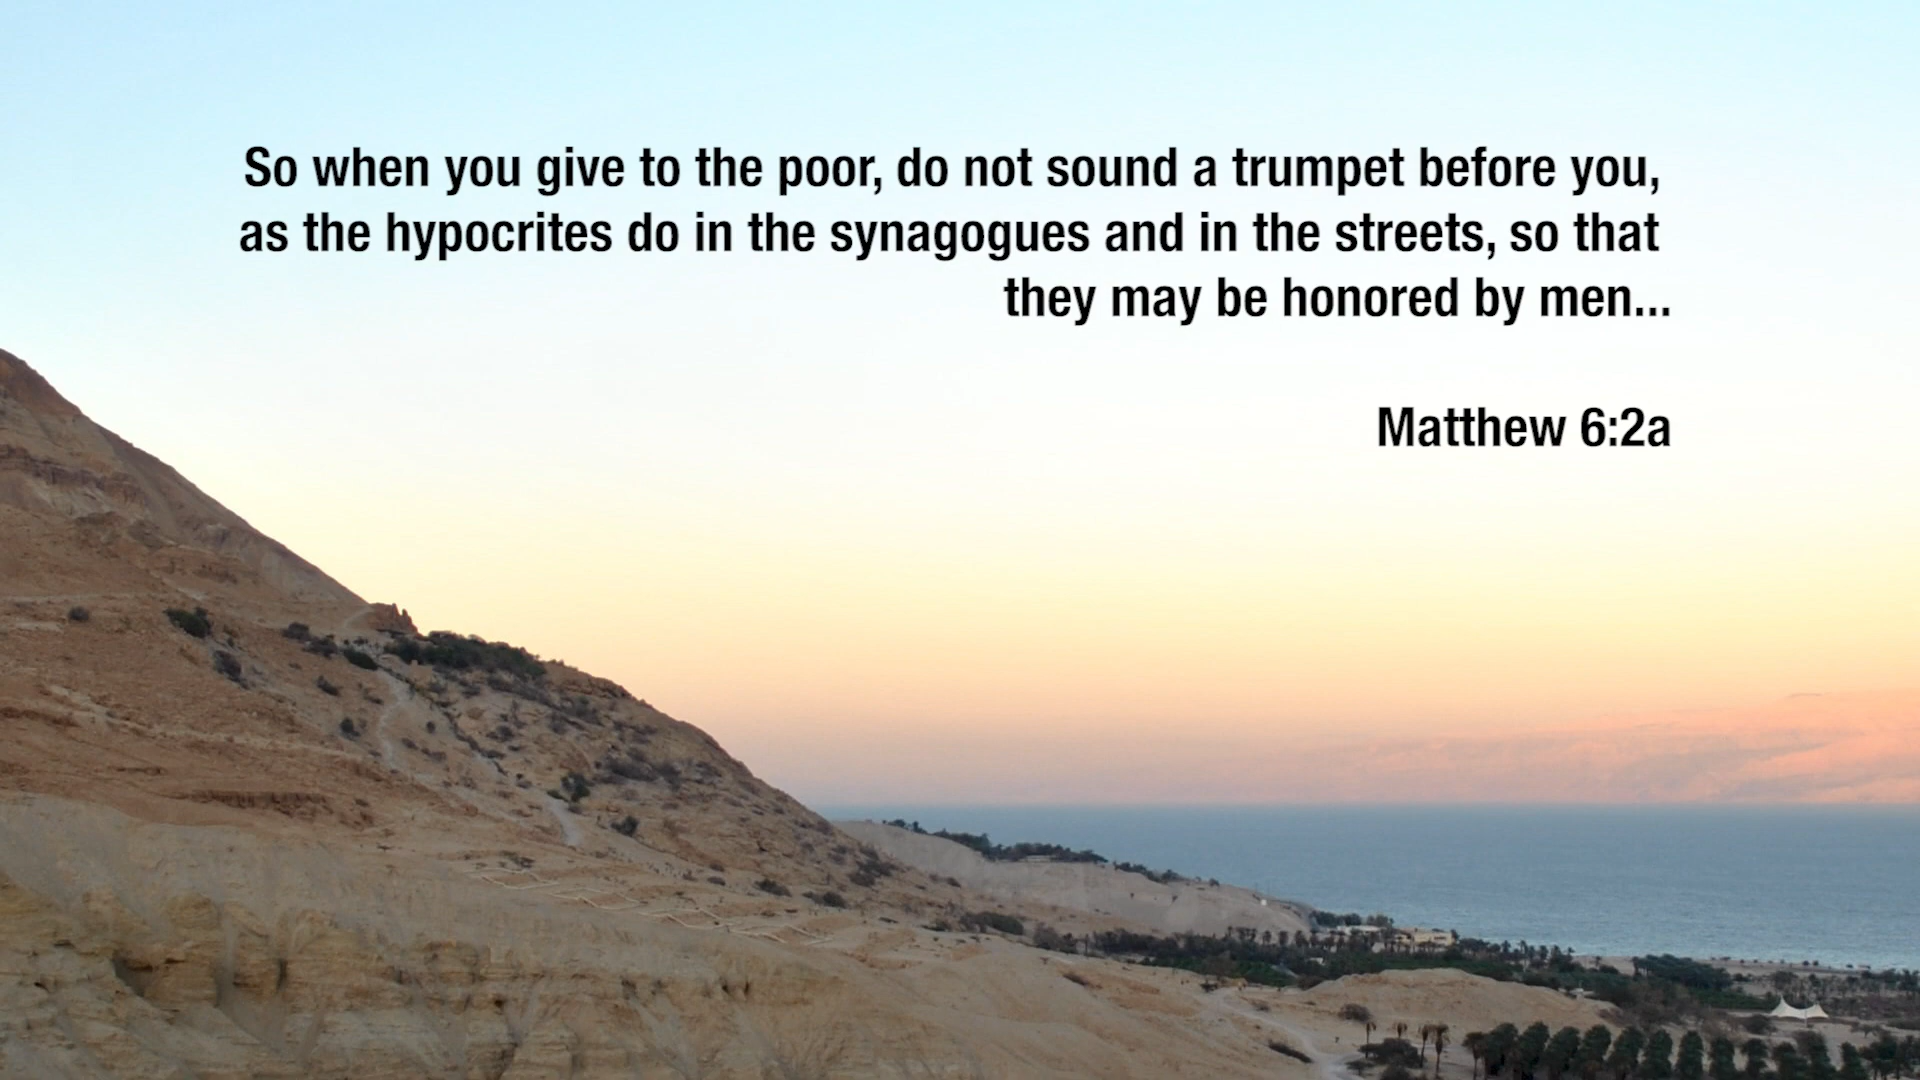 So when you give to the poor, do not sound a trumpet before you,
as the hypocrites do in the synagogues and in the streets, so that
they may be honored by men...
Matthew 6:2a